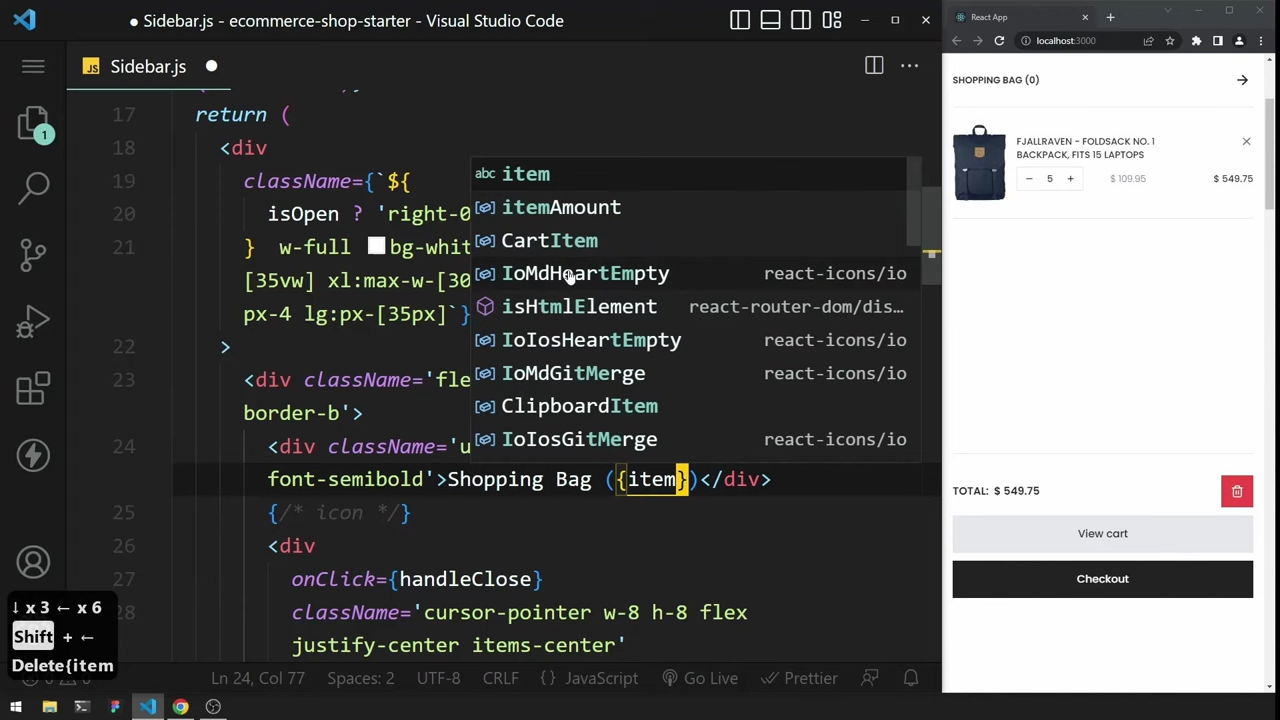 ● Sidebar.js - ecommerce-shop-starter - Visual Studio Code
JS Sidebar.js
17 return (
18 <div
19 className={`${
20 isOpen ? 'right-0
21 } w-full bg-whit
[35vw] xl:max-w-[30
px-4 lg:px-[35px]`}
22 >
23 <div className='fle
border-b'>
24 <div className='u
font-semibold'>Shopping Bag ({item})</div>
25 {/* icon */}
26 <div
27 onClick={handleClose}
28 className='cursor-pointer w-8 h-8 flex
justify-center items-center'
abc item
itemAmount
CartItem
IoMdHeartEmpty react-icons/io
isHtmlElement react-router-dom/dis…
IoIosHeartEmpty react-icons/io
IoMdGitMerge react-icons/io
ClipboardItem
IoIosGitMerge react-icons/io
1
↓ x 3 ← x 6
Shift + ←
Delete{item
Ln 24, Col 77 Spaces: 2 UTF-8 CRLF {} JavaScript Go Live Prettier
React App
localhost:3000
SHOPPING BAG (0)
FJALLRAVEN - FOLDSACK NO. 1
BACKPACK, FITS 15 LAPTOPS
− 5 + $ 109.95 $ 549.75
TOTAL: $ 549.75
View cart
Checkout